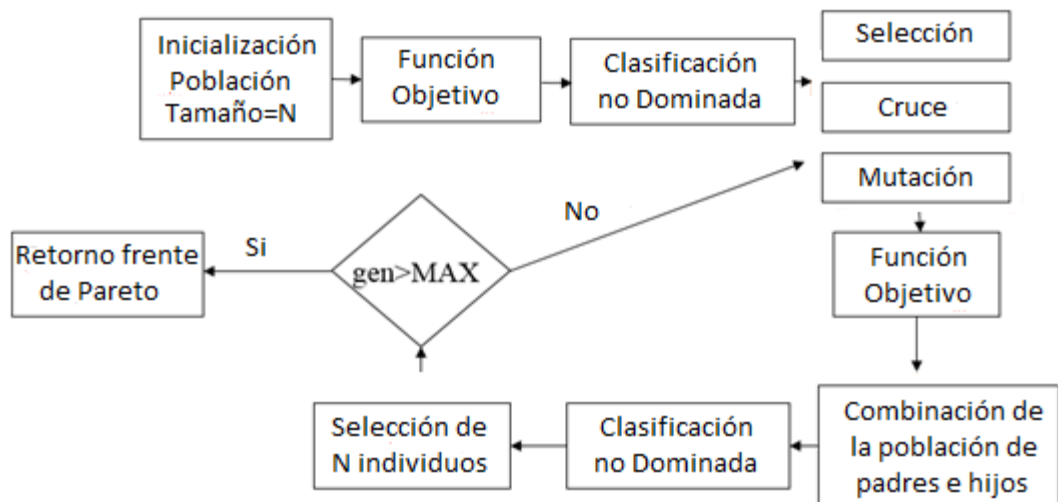 Inicialización
Población
Tamaño=N
Función
Objetivo
Clasificación
no Dominada
Selección
Cruce
Mutación
Función
Objetivo
Combinación de
la población de
padres e hijos
Clasificación
no Dominada
Selección de
N individuos
gen>MAX
No
Si
Retorno frente
de Pareto